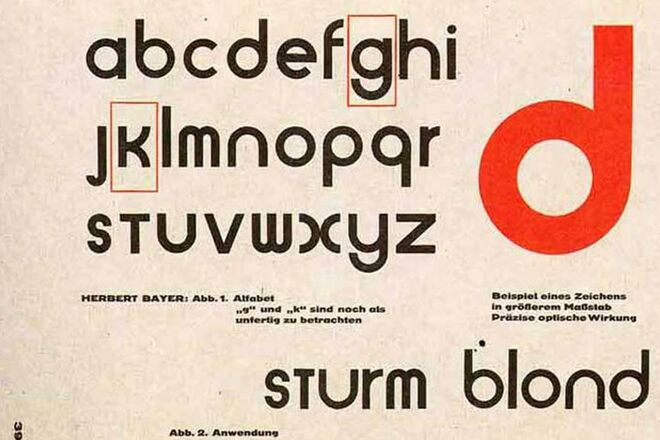 abcdefghi
jklmnopqr
stuvwxyz
d
HERBERT BAYER: Abb. 1. Alfabet
„g“ und „k“ sind noch als
unfertig zu betrachten
Beispiel eines Zeichens
in größerem Maßstab
Präzise optische Wirkung
sturm blond
Abb. 2. Anwendung
39